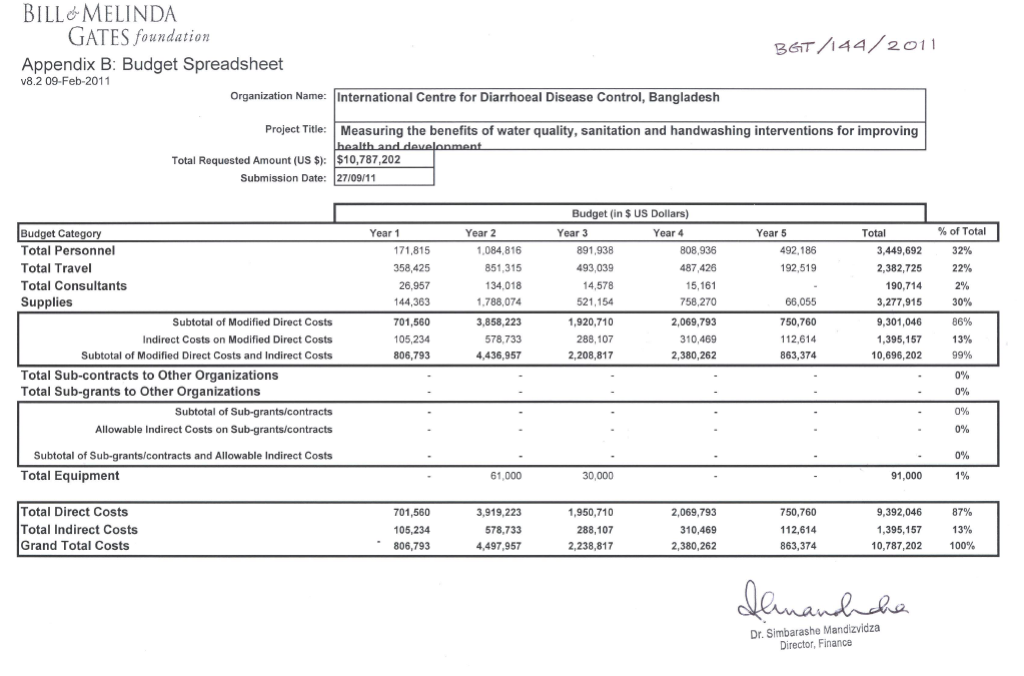 BILL & MELINDA
GATES foundation
BGT/144/2011
Appendix B: Budget Spreadsheet
v8.2 09-Feb-2011
Organization Name: International Centre for Diarrhoeal Disease Control, Bangladesh
Project Title: Measuring the benefits of water quality, sanitation and handwashing interventions for improving
health and development
Total Requested Amount (US $): $10,787,202
Submission Date: 27/09/11
Budget (in $ US Dollars)
Budget Category Year 1 Year 2 Year 3 Year 4 Year 5 Total % of Total
Total Personnel 171,815 1,084,816 891,938 808,936 492,186 3,449,692 32%
Total Travel 358,425 851,315 493,039 487,426 192,519 2,382,725 22%
Total Consultants 26,957 134,018 14,578 15,161 - 190,714 2%
Supplies 144,363 1,788,074 521,154 758,270 66,055 3,277,915 30%
Subtotal of Modified Direct Costs 701,560 3,858,223 1,920,710 2,069,793 750,760 9,301,046 86%
Indirect Costs on Modified Direct Costs 105,234 578,733 288,107 310,469 112,614 1,395,157 13%
Subtotal of Modified Direct Costs and Indirect Costs 806,793 4,436,957 2,208,817 2,380,262 863,374 10,696,202 99%
Total Sub-contracts to Other Organizations - - - - - - 0%
Total Sub-grants to Other Organizations - - - - - - 0%
Subtotal of Sub-grants/contracts - - - - - - 0%
Allowable Indirect Costs on Sub-grants/contracts - - - - - - 0%
Subtotal of Sub-grants/contracts and Allowable Indirect Costs - - - - - - 0%
Total Equipment - 61,000 30,000 - - 91,000 1%
Total Direct Costs 701,560 3,919,223 1,950,710 2,069,793 750,760 9,392,046 87%
Total Indirect Costs 105,234 578,733 288,107 310,469 112,614 1,395,157 13%
Grand Total Costs 806,793 4,497,957 2,238,817 2,380,262 863,374 10,787,202 100%
Dr. Simbarashe Mandizvidza
Director, Finance